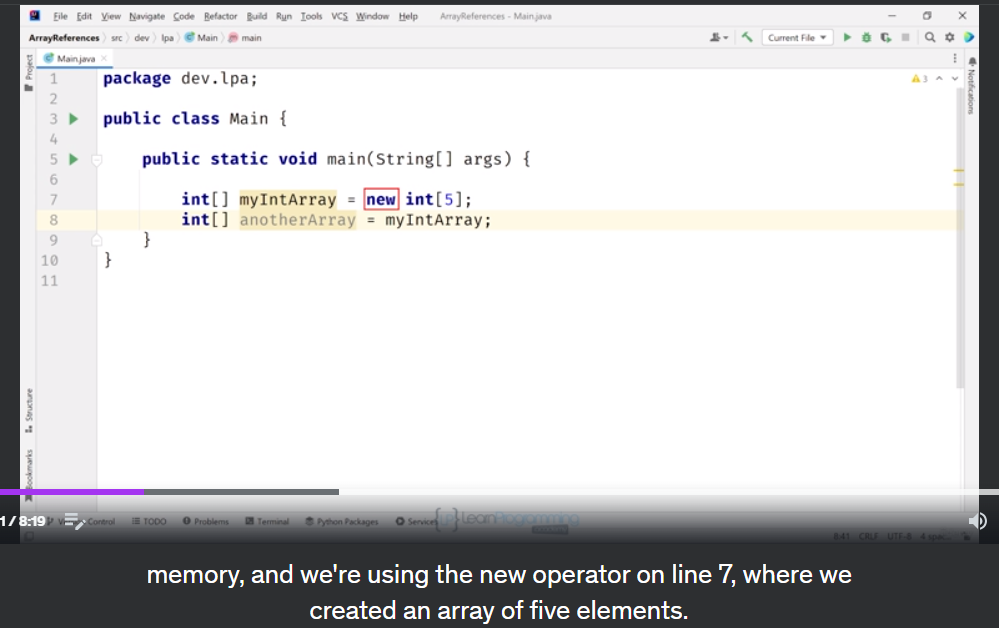 File Edit View Navigate Code Refactor Build Run Tools VCS Window Help ArrayReferences - Main.java
ArrayReferences src dev lpa Main main Current File
Project
Main.java
Notifications
1 package dev.lpa;
3
2
3 public class Main {
4
5 public static void main(String[] args) {
6
7 int[] myIntArray = new int[5];
8 int[] anotherArray = myIntArray;
9 }
10 }
11
Structure
Bookmarks
1 / 8:19 Control TODO Problems Terminal Python Packages Services
LearnProgramming
8:41 CRLF UTF-8 4 spac...
memory, and we're using the new operator on line 7, where we
created an array of five elements.